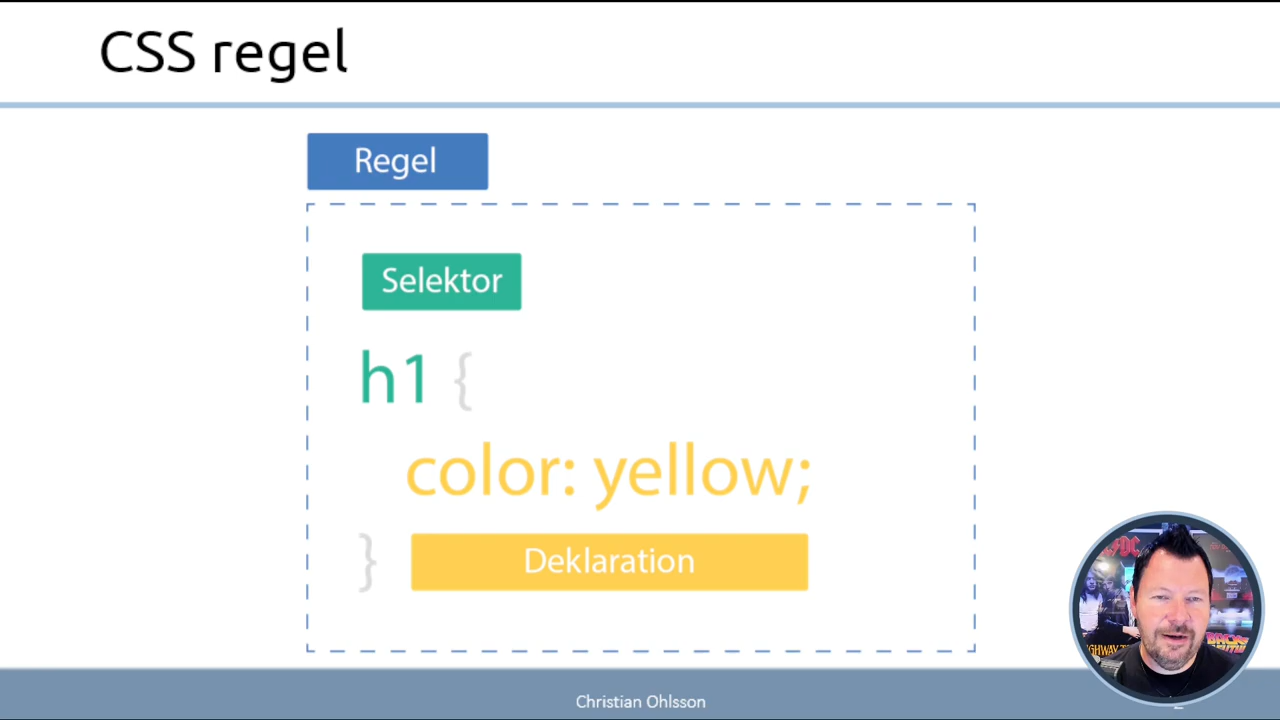 CSS regel
Regel
Selektor
h1 {
color: yellow;
} Deklaration
Christian Ohlsson